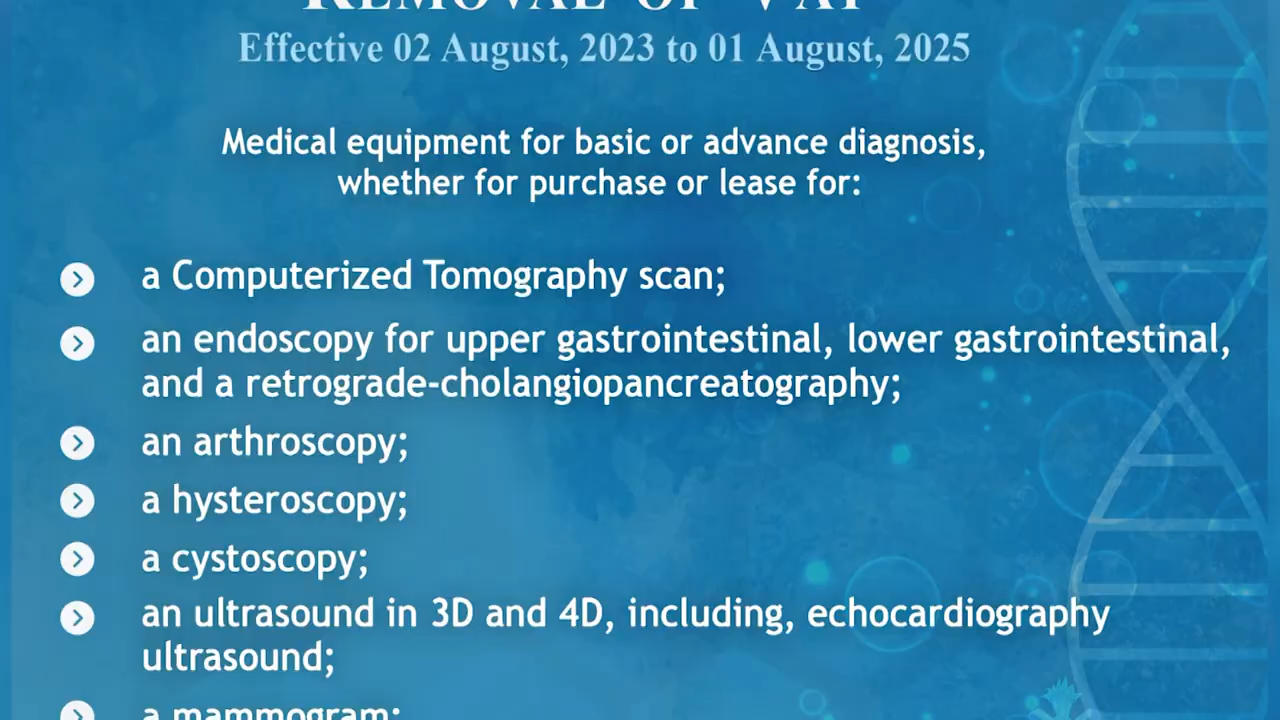 REMOVAL OF VAT
Effective 02 August, 2023 to 01 August, 2025
Medical equipment for basic or advance diagnosis,
whether for purchase or lease for:
a Computerized Tomography scan;
an endoscopy for upper gastrointestinal, lower gastrointestinal,
and a retrograde-cholangiopancreatography;
an arthroscopy;
a hysteroscopy;
a cystoscopy;
an ultrasound in 3D and 4D, including, echocardiography
ultrasound;
a mammogram;